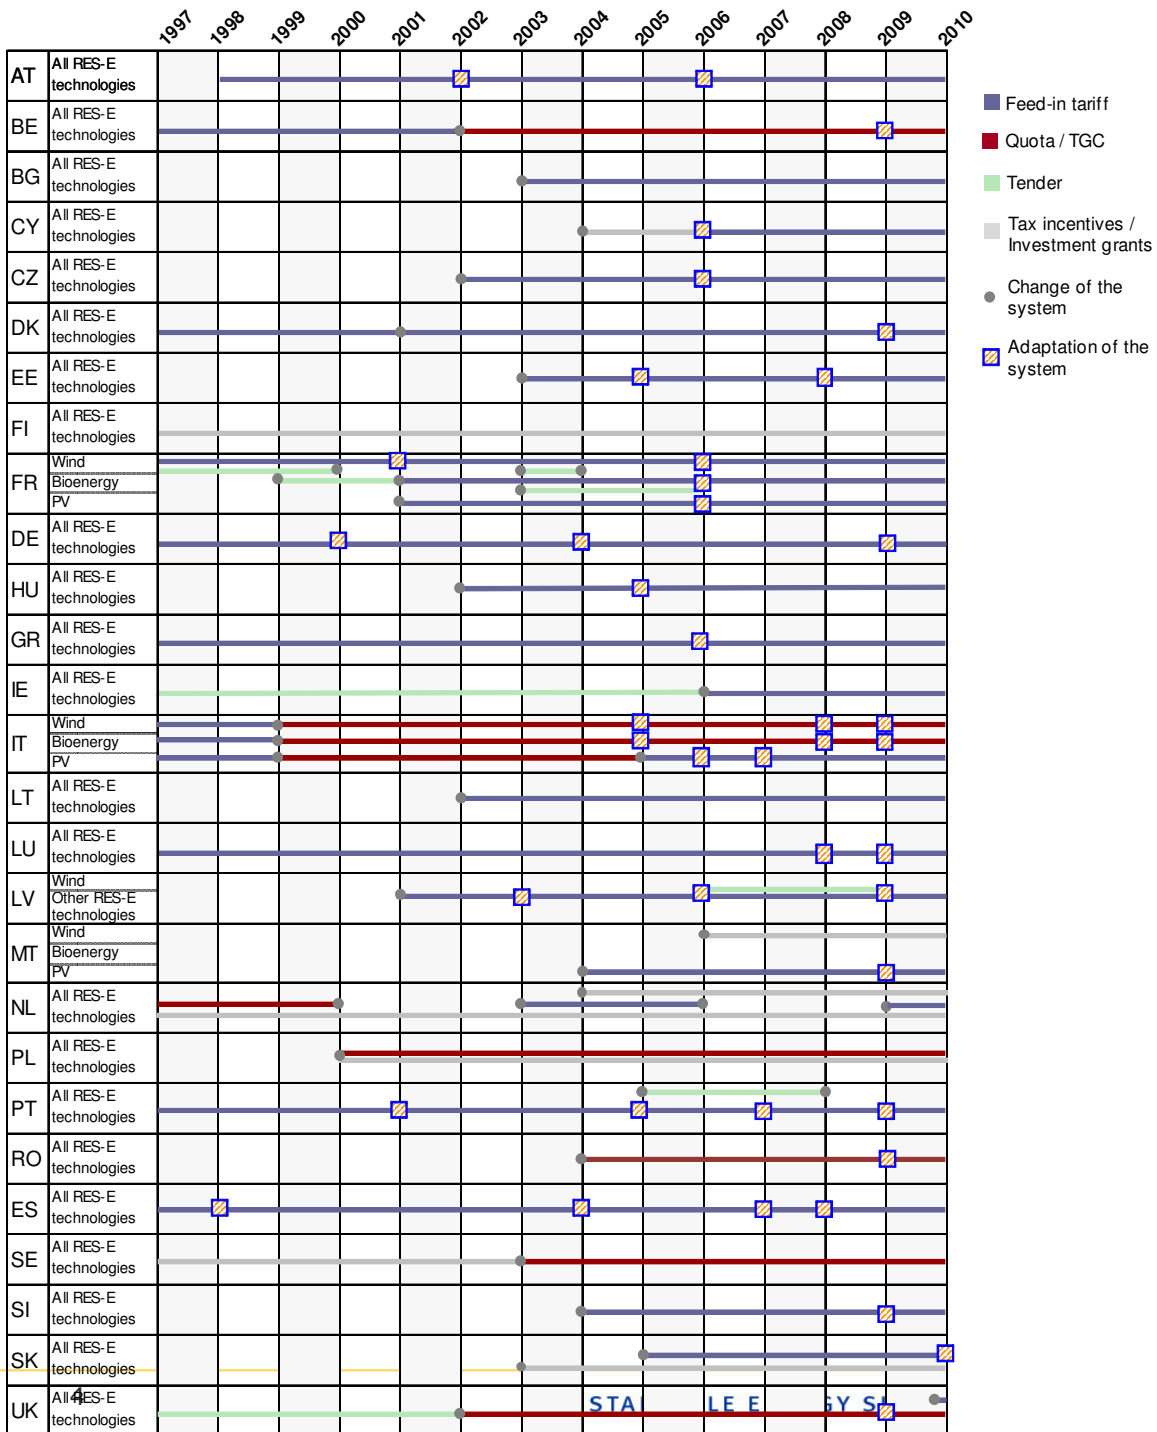 1997 1998 1999 2000 2001 2002 2003 2004 2005 2006 2007 2008 2009 2010
AT All RES-E
technologies
BE All RES-E
technologies
BG All RES-E
technologies
CY All RES-E
technologies
CZ All RES-E
technologies
DK All RES-E
technologies
EE All RES-E
technologies
FI All RES-E
technologies
FR Wind
Bioenergy
PV
DE All RES-E
technologies
HU All RES-E
technologies
GR All RES-E
technologies
IE All RES-E
technologies
IT Wind
Bioenergy
PV
LT All RES-E
technologies
LU All RES-E
technologies
LV Wind
Other RES-E
technologies
MT Wind
Bioenergy
PV
NL All RES-E
technologies
PL All RES-E
technologies
PT All RES-E
technologies
RO All RES-E
technologies
ES All RES-E
technologies
SE All RES-E
technologies
SI All RES-E
technologies
SK All RES-E
technologies
UK All RES-E
technologies
4
Feed-in tariff
Quota / TGC
Tender
Tax incentives /
Investment grants
Change of the
system
Adaptation of the
system